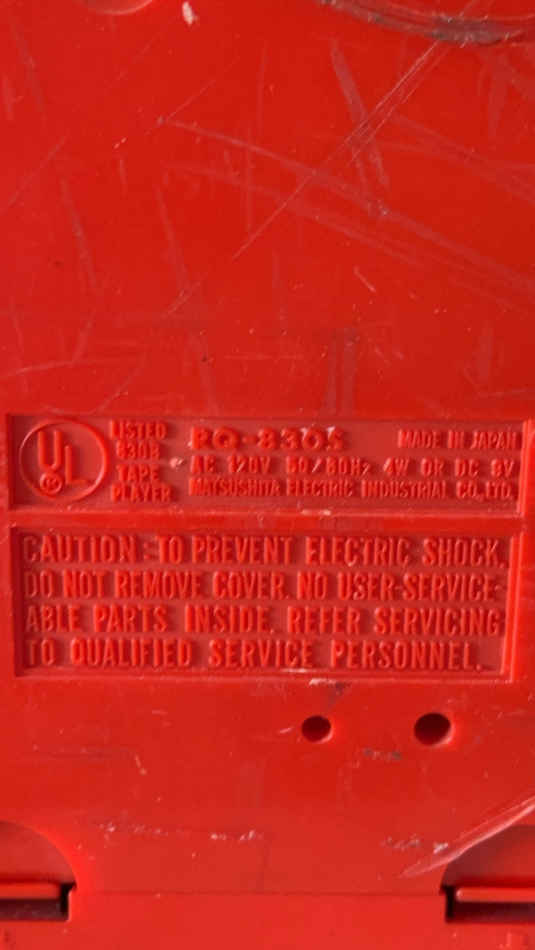 UL
LISTED
830B
TAPE
PLAYER
RQ-830S MADE IN JAPAN
AC 120V 50/60Hz 4W OR DC 9V
MATSUSHITA ELECTRIC INDUSTRIAL CO., LTD.
CAUTION: TO PREVENT ELECTRIC SHOCK,
DO NOT REMOVE COVER. NO USER-SERVICE-
ABLE PARTS INSIDE. REFER SERVICING
TO QUALIFIED SERVICE PERSONNEL.